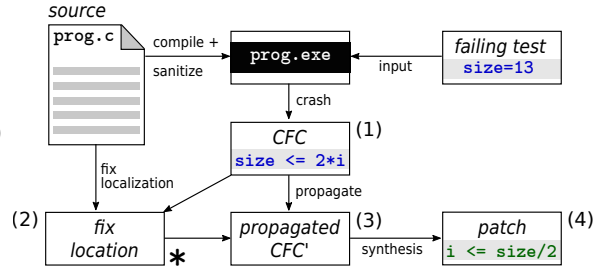 source
prog.c
compile +
sanitize
prog.exe
input
failing test
size=13
crash
CFC
(1)
size <= 2*i
fix
localization
propagate
(2)
fix
location
*
propagated
CFC'
(3)
synthesis
patch
(4)
i <= size/2